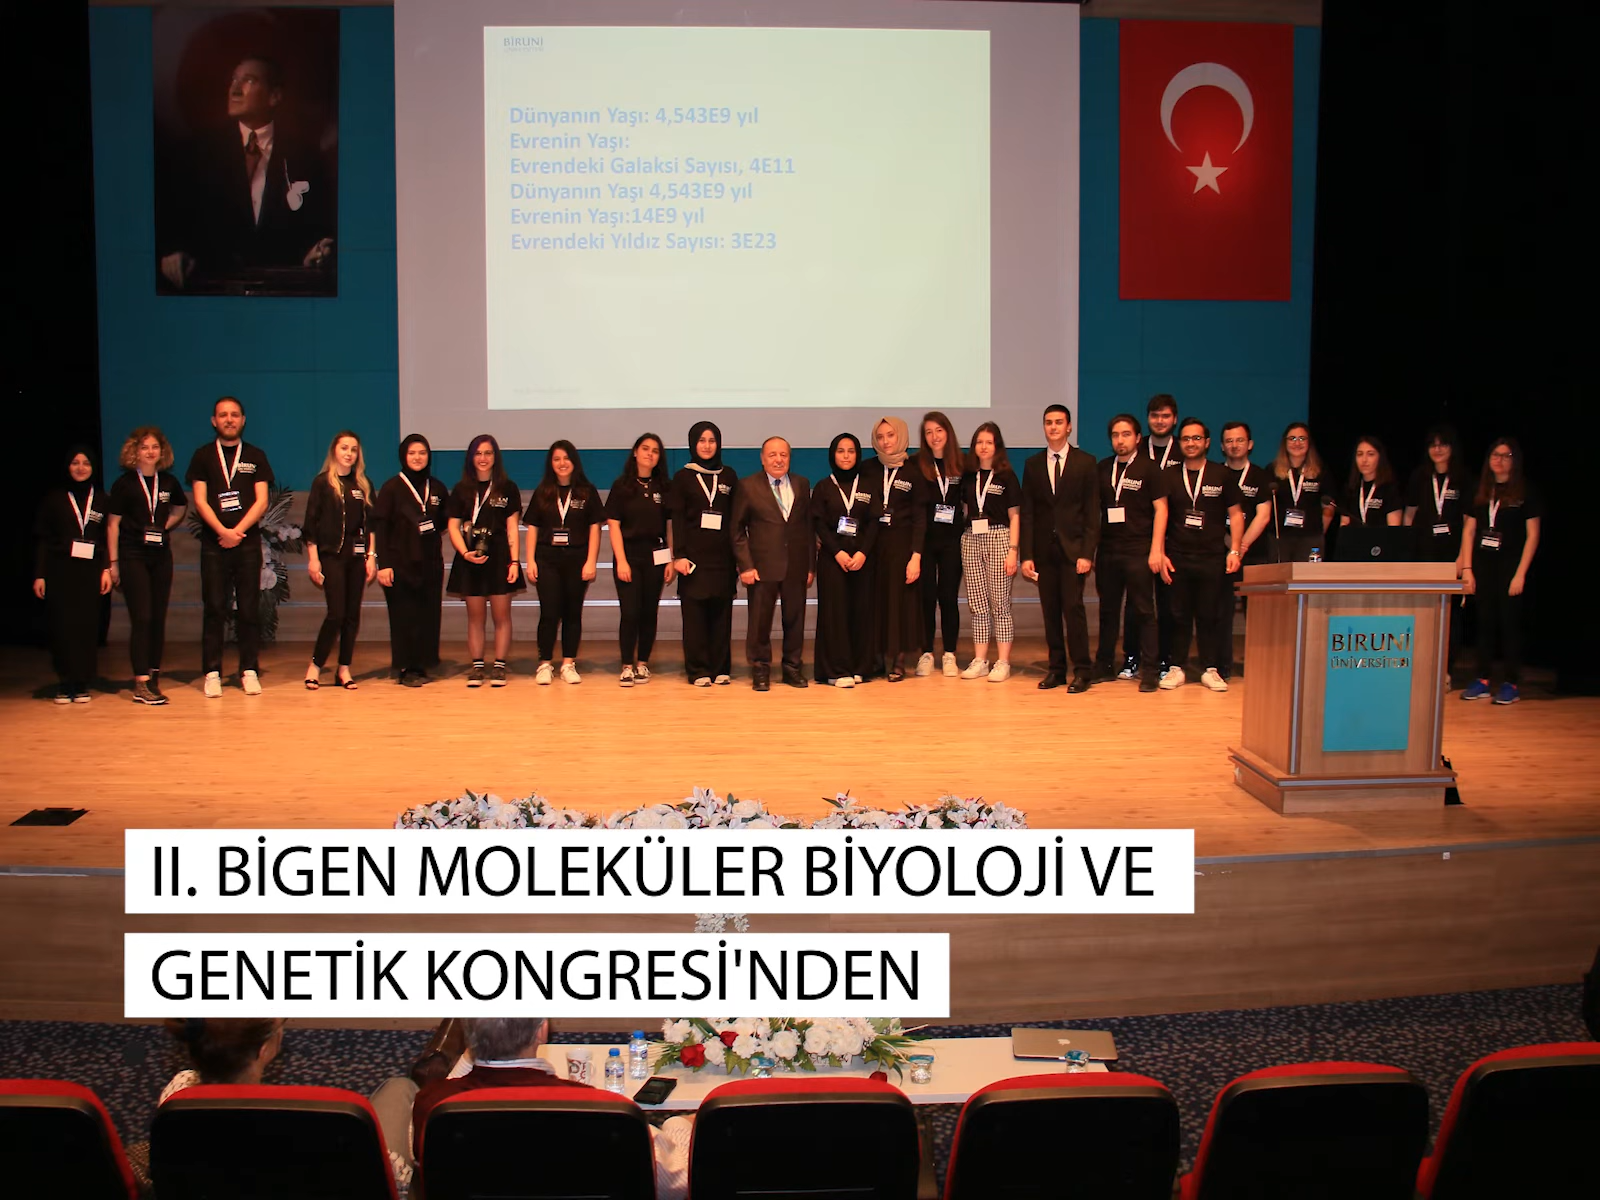 BİRUNİ
Dünyanın Yaşı: 4,543E9 yıl
Evrenin Yaşı:
Evrendeki Galaksi Sayısı, 4E11
Dünyanın Yaşı 4,543E9 yıl
Evrenin Yaşı:14E9 yıl
Evrendeki Yıldız Sayısı: 3E23
BİRUNİ
ÜNİVERSİTESİ
II. BİGEN MOLEKÜLER BİYOLOJİ VE
GENETİK KONGRESİ'NDEN